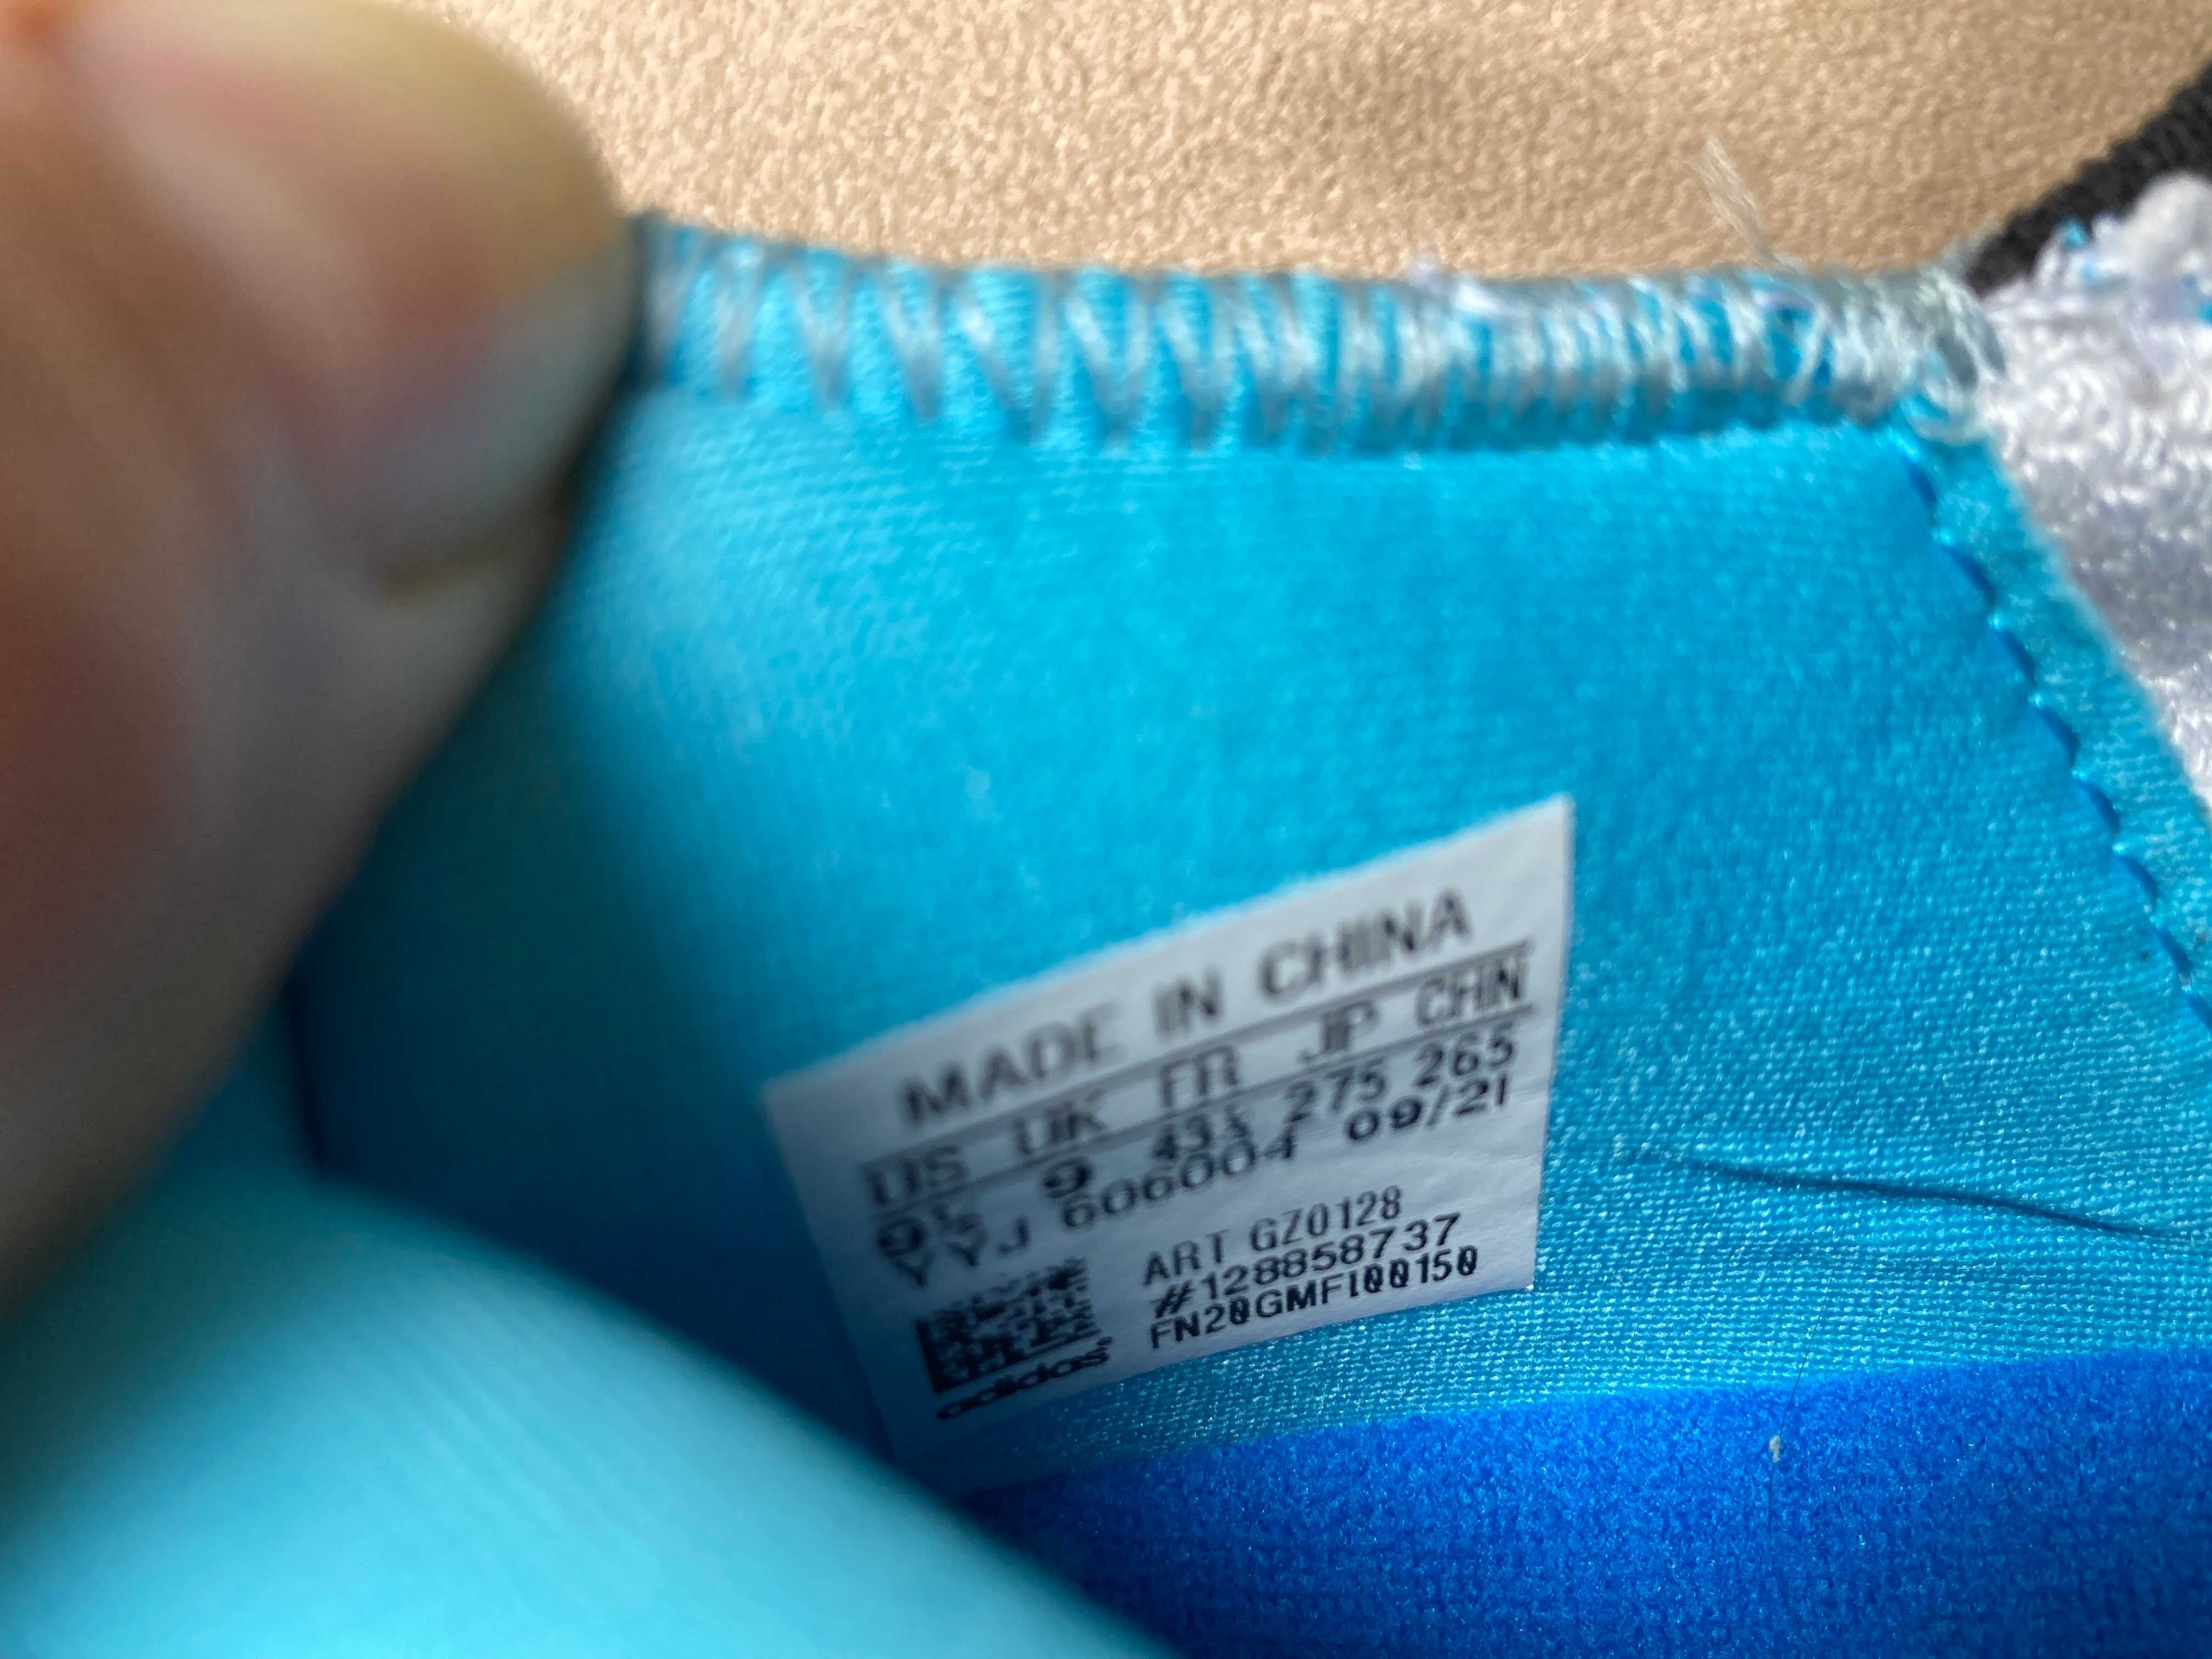 MADE IN CHINA
US UK FR JP CHN
9½ 9 43⅓ 275 265
YYJ 606004 09/21
ART GZ0128
#128858737
FN20GMFI00150
adidas